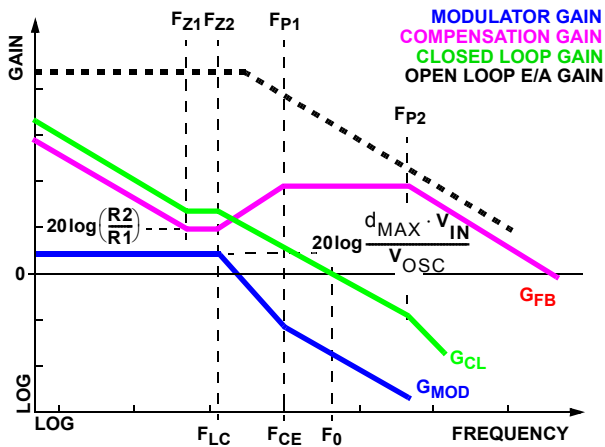 MODULATOR GAIN
COMPENSATION GAIN
CLOSED LOOP GAIN
OPEN LOOP E/A GAIN
FZ1 FZ2 FP1
GAIN
FP2
20log(R2/R1)
20log dMAX · VIN / VOSC
0
GFB
GCL
GMOD
LOG
LOG
FLC FCE F0 FREQUENCY